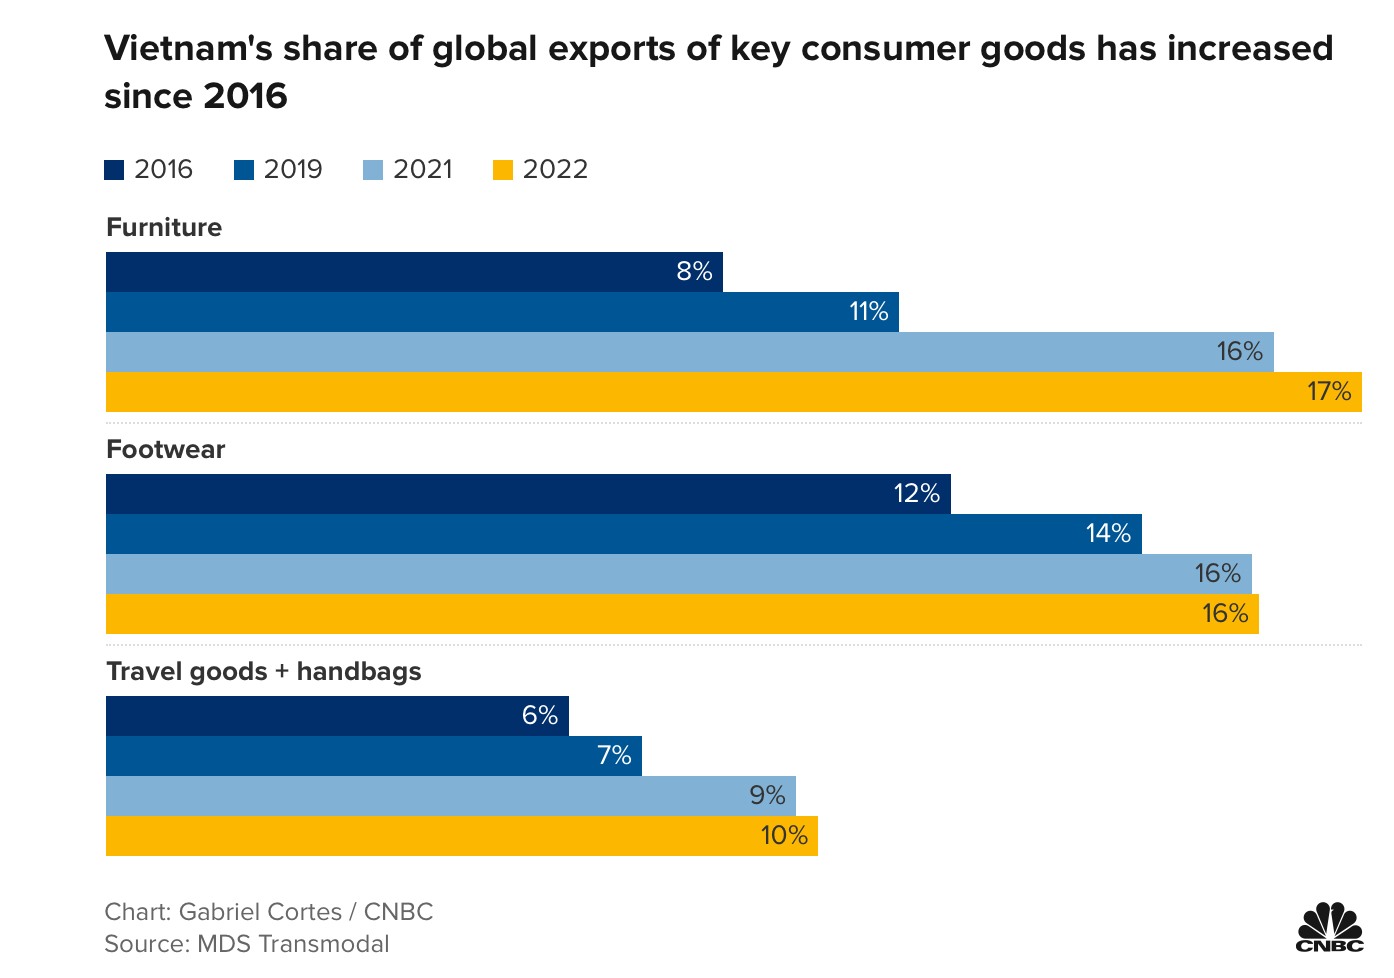 Vietnam's share of global exports of key consumer goods has increased
since 2016
2016 2019 2021 2022
Furniture
8%
11%
16%
17%
Footwear
12%
14%
16%
16%
Travel goods + handbags
6%
7%
9%
10%
Chart: Gabriel Cortes / CNBC
Source: MDS Transmodal
CNBC